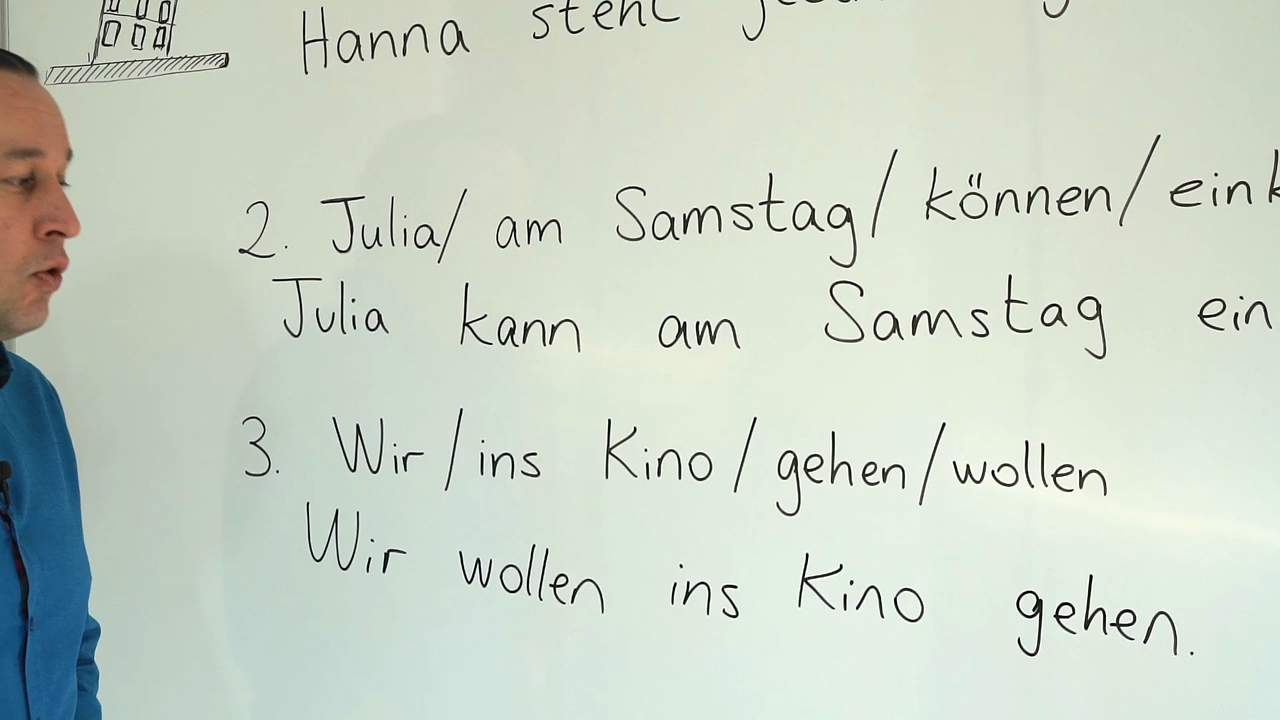 Hanna steht
2. Julia/ am Samstag/ können/ eink
Julia kann am Samstag ein
3. Wir/ins Kino/gehen/wollen
Wir wollen ins Kino gehen.